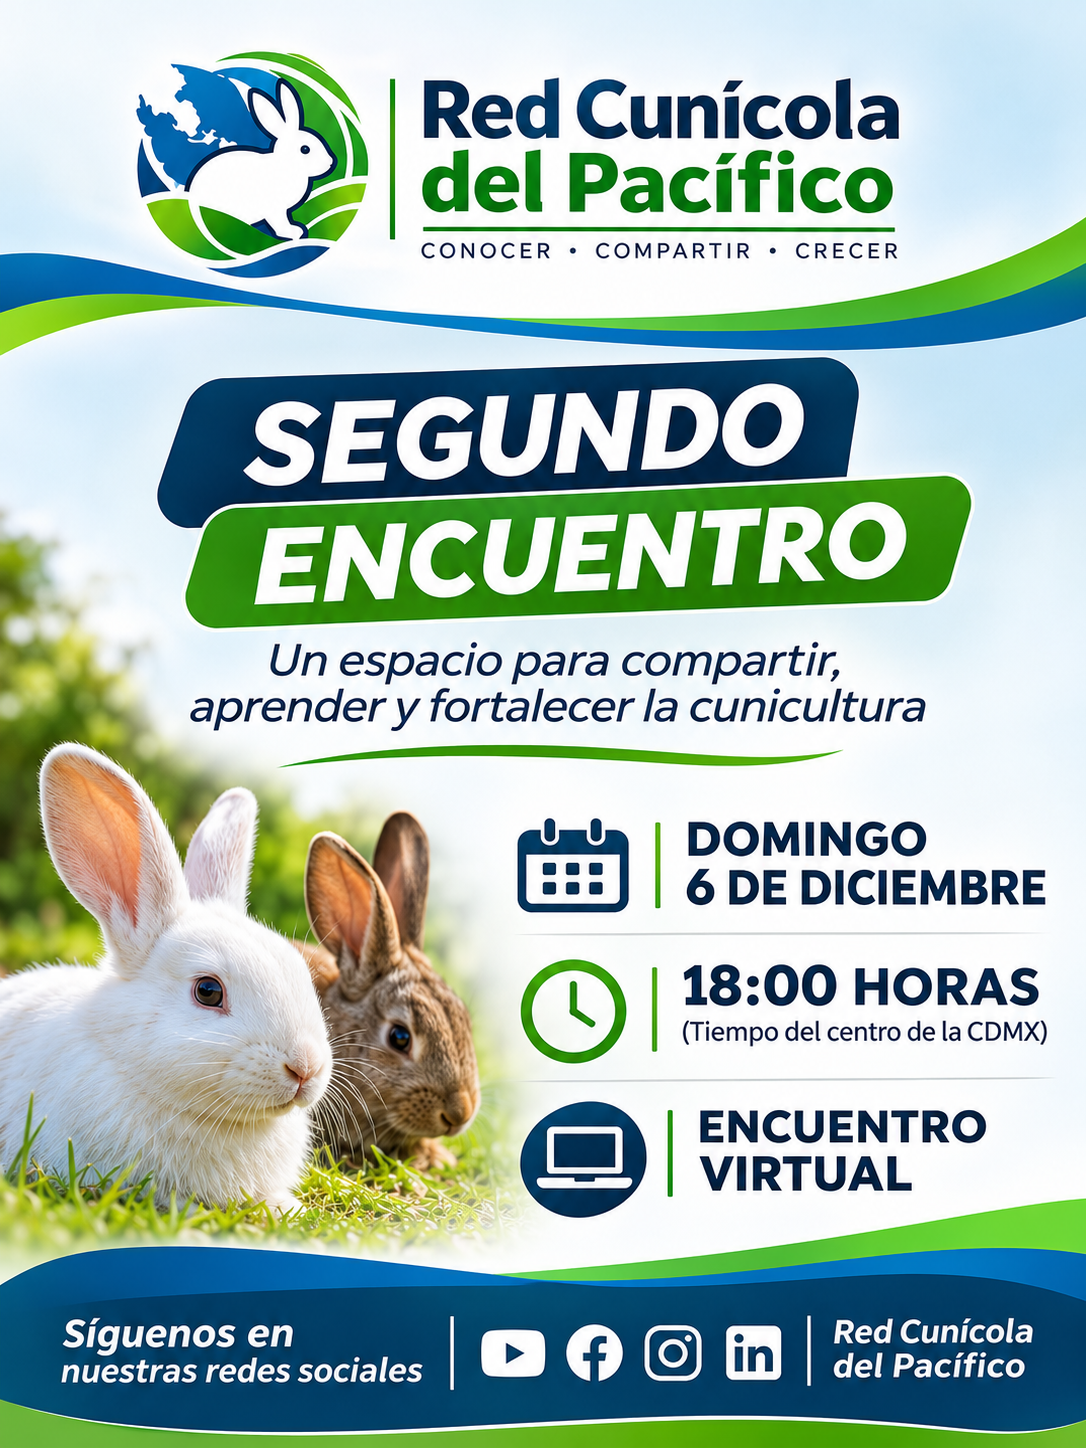 Red Cunícola
del Pacífico
CONOCER • COMPARTIR • CRECER
SEGUNDO
ENCUENTRO
Un espacio para compartir,
aprender y fortalecer la cunicultura
DOMINGO
6 DE DICIEMBRE
18:00 HORAS
(Tiempo del centro de la CDMX)
ENCUENTRO
VIRTUAL
Síguenos en
nuestras redes sociales
in
Red Cunícola
del Pacífico